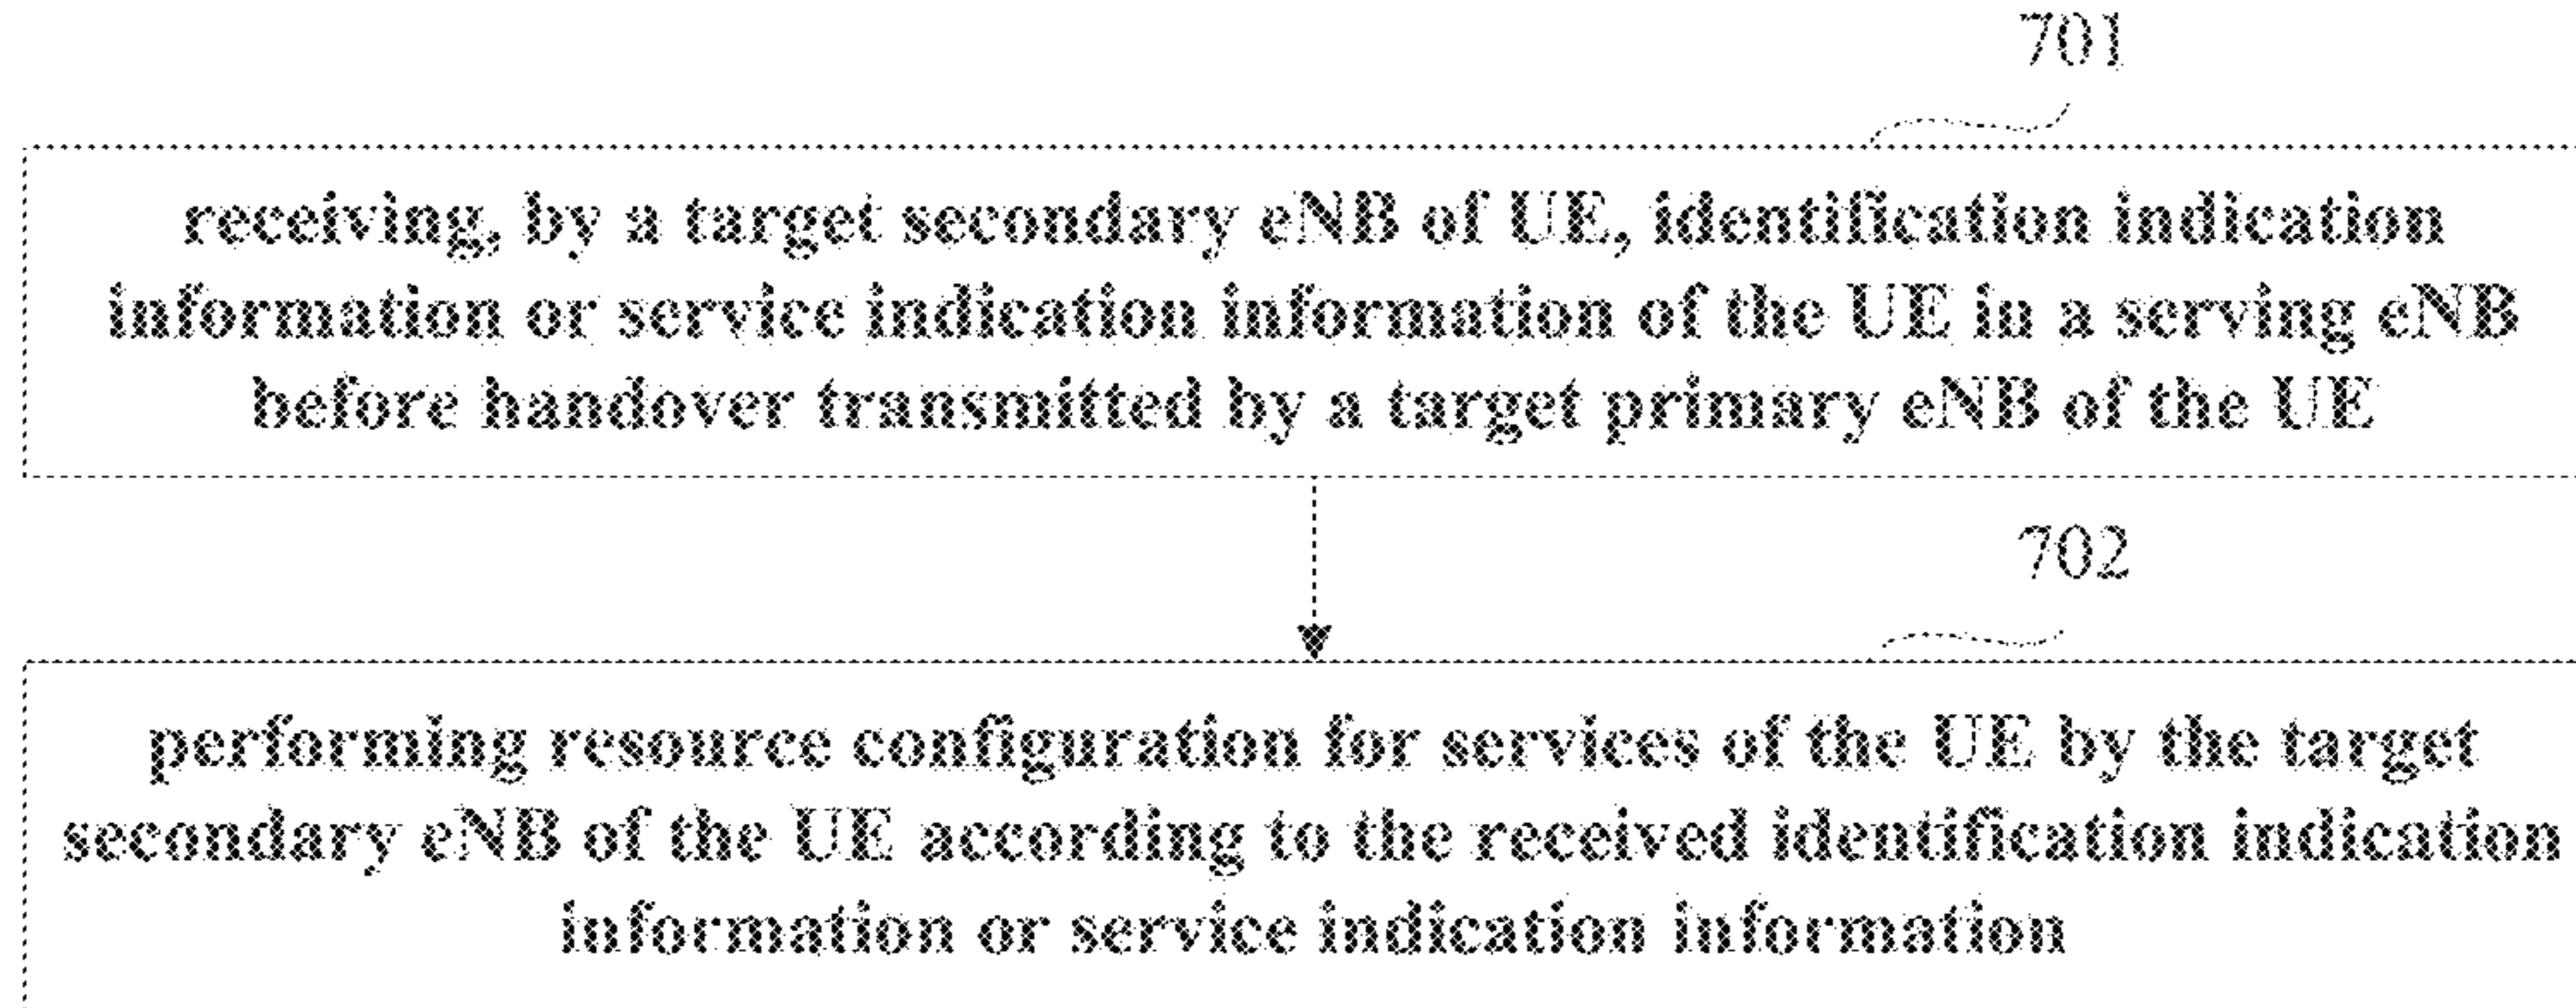 701
receiving, by a target secondary eNB of UE, identification indication
information or service indication information of the UE in a serving eNB
before handover transmitted by a target primary eNB of the UE
702
performing resource configuration for services of the UE by the target
secondary eNB of the UE according to the received identification indication
information or service indication information